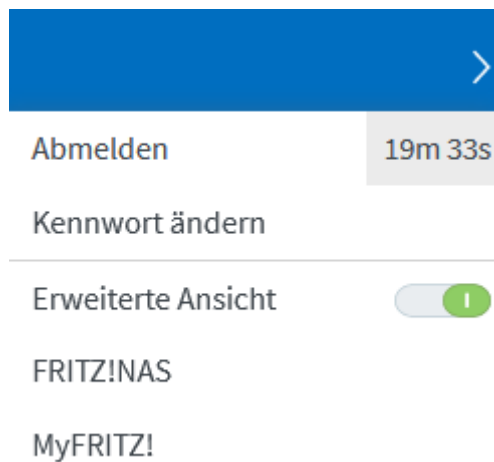 Abmelden 19m 33s
Kennwort ändern
Erweiterte Ansicht
FRITZ!NAS
MyFRITZ!